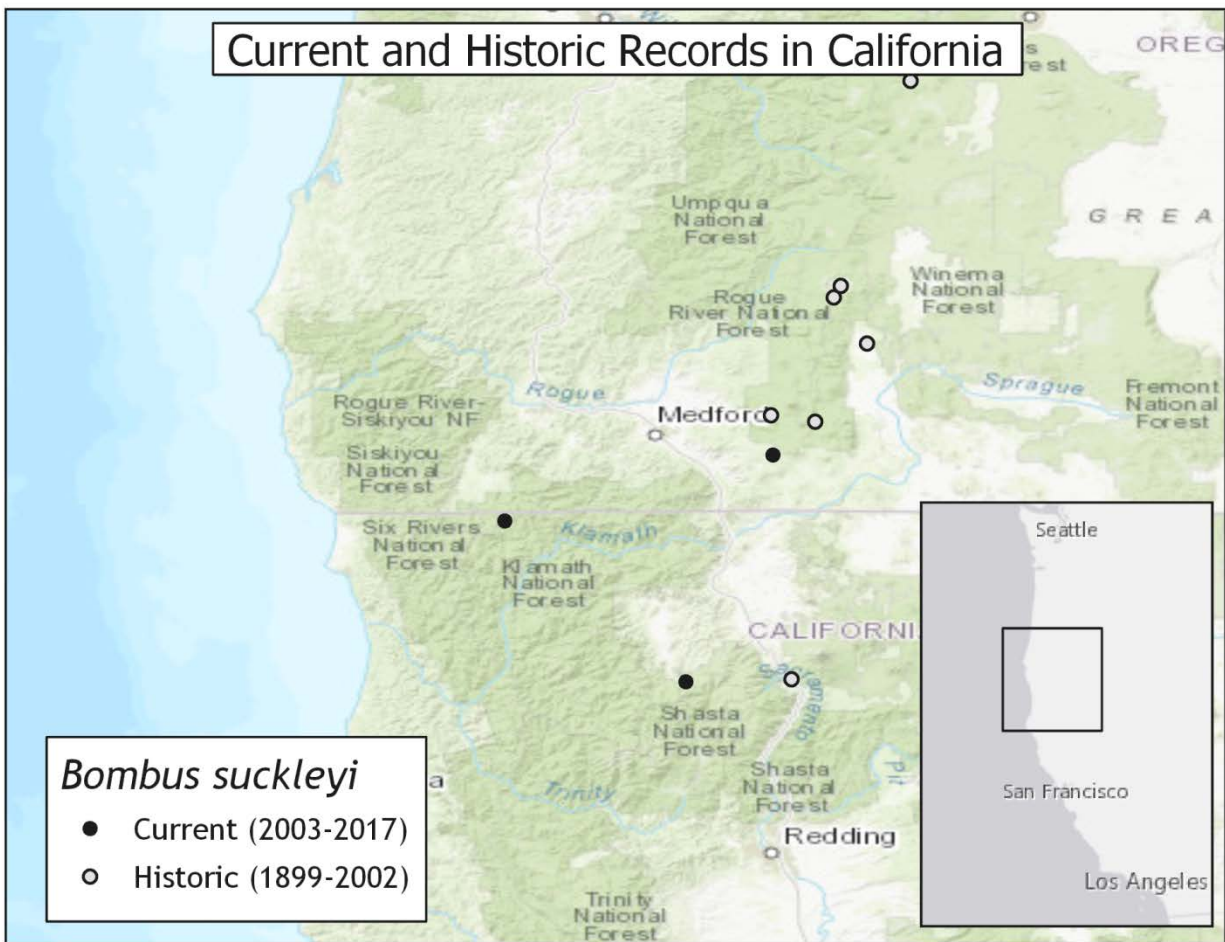 Current and Historic Records in California
OREG
s
rest
Umpqua
National
Forest
G R E A
Winema
National
Forest
Rogue
River National
Forest
Sprague
Fremont
National
Forest
Rogue
Rogue River-
Siskiyou NF
Medford
Siskiyou
National
Forest
Six Rivers
National
Forest
Klamath
Klamath
National
Forest
CALIFORNI
Sacramento
Shasta
National
Forest
Shasta
National
Forest
Pit
Trinity
Redding
Trinity
National
Forest
a
Bombus suckleyi
Current (2003-2017)
Historic (1899-2002)
Seattle
San Francisco
Los Angeles